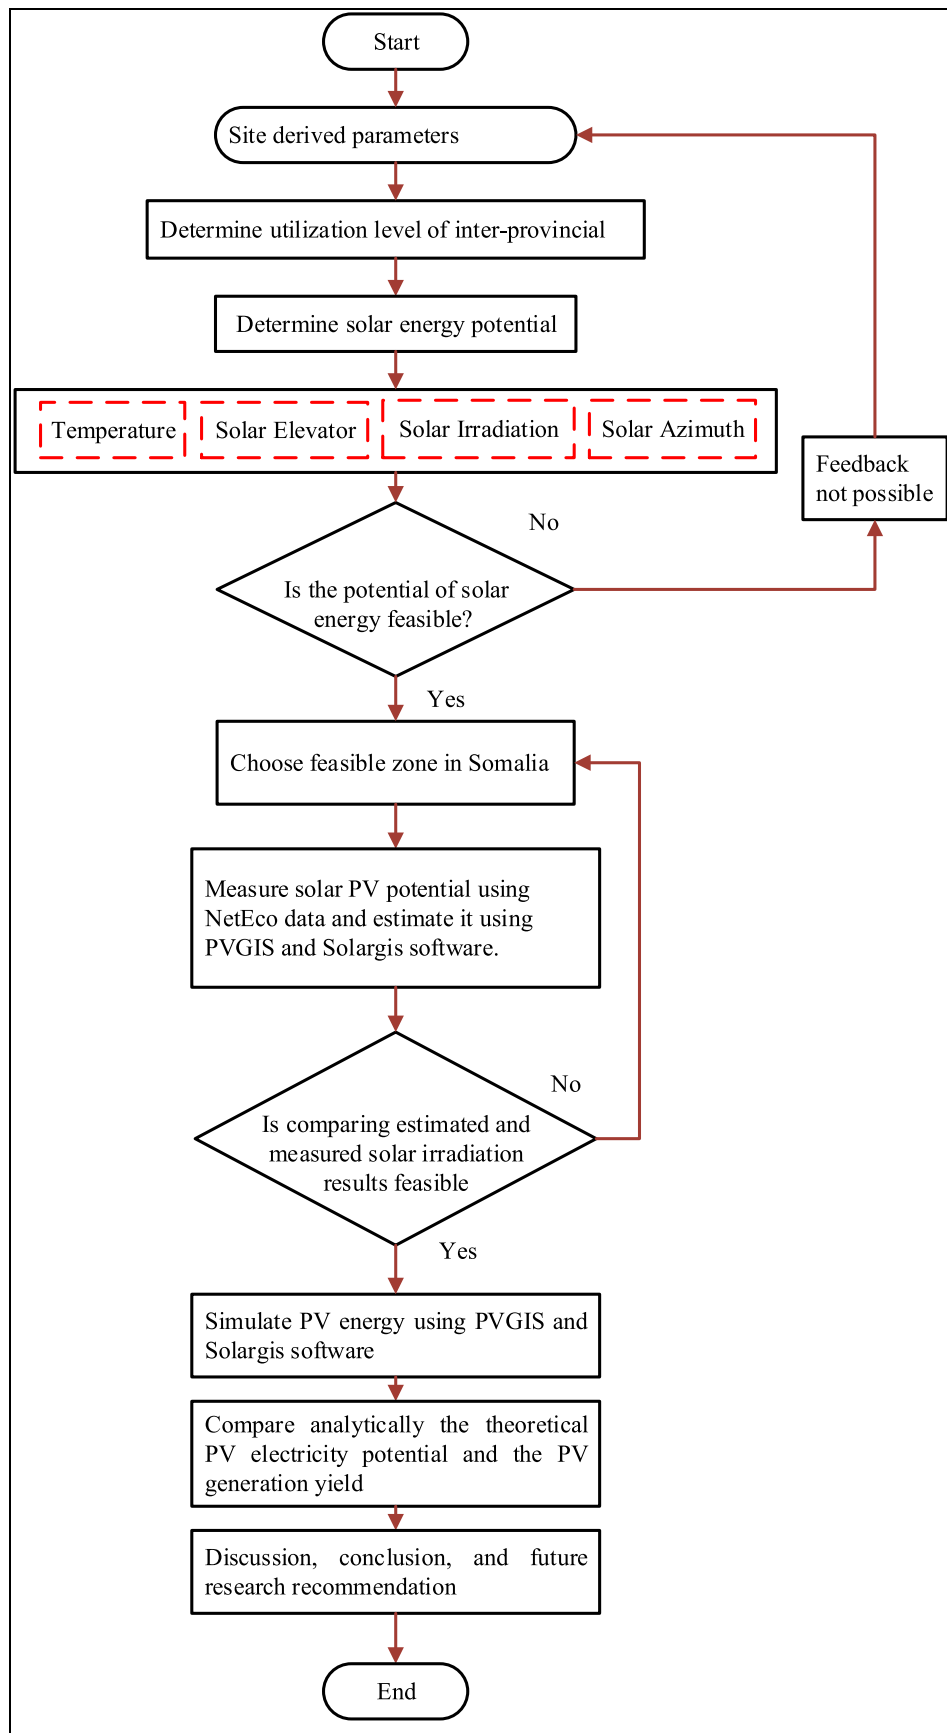 Start
Site derived parameters
Determine utilization level of inter-provincial
Determine solar energy potential
Temperature
Solar Elevator
Solar Irradiation
Solar Azimuth
Feedback
not possible
No
Is the potential of solar
energy feasible?
Yes
Choose feasible zone in Somalia
Measure solar PV potential using
NetEco data and estimate it using
PVGIS and Solargis software.
No
Is comparing estimated and
measured solar irradiation
results feasible
Yes
Simulate PV energy using PVGIS and
Solargis software
Compare analytically the theoretical
PV electricity potential and the PV
generation yield
Discussion, conclusion, and future
research recommendation
End